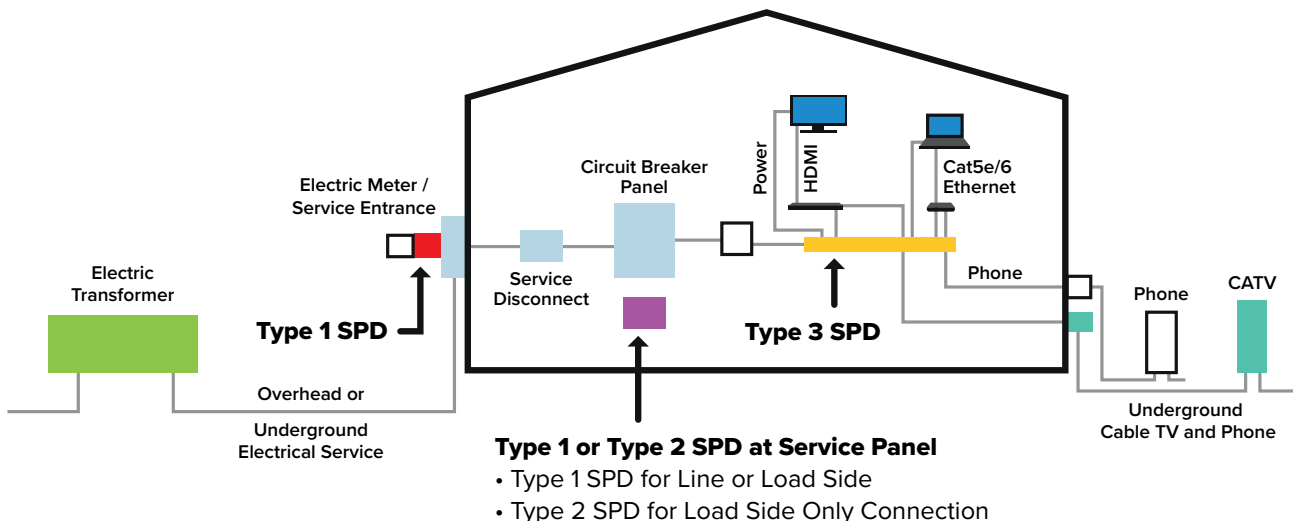 Electric Meter /
Service Entrance
Circuit Breaker
Panel
Power
HDMI
Cat5e/6
Ethernet
Electric
Transformer
Service
Disconnect
Phone
Phone
CATV
Type 1 SPD
Type 3 SPD
Overhead or
Underground
Electrical Service
Underground
Cable TV and Phone
Type 1 or Type 2 SPD at Service Panel
• Type 1 SPD for Line or Load Side
• Type 2 SPD for Load Side Only Connection